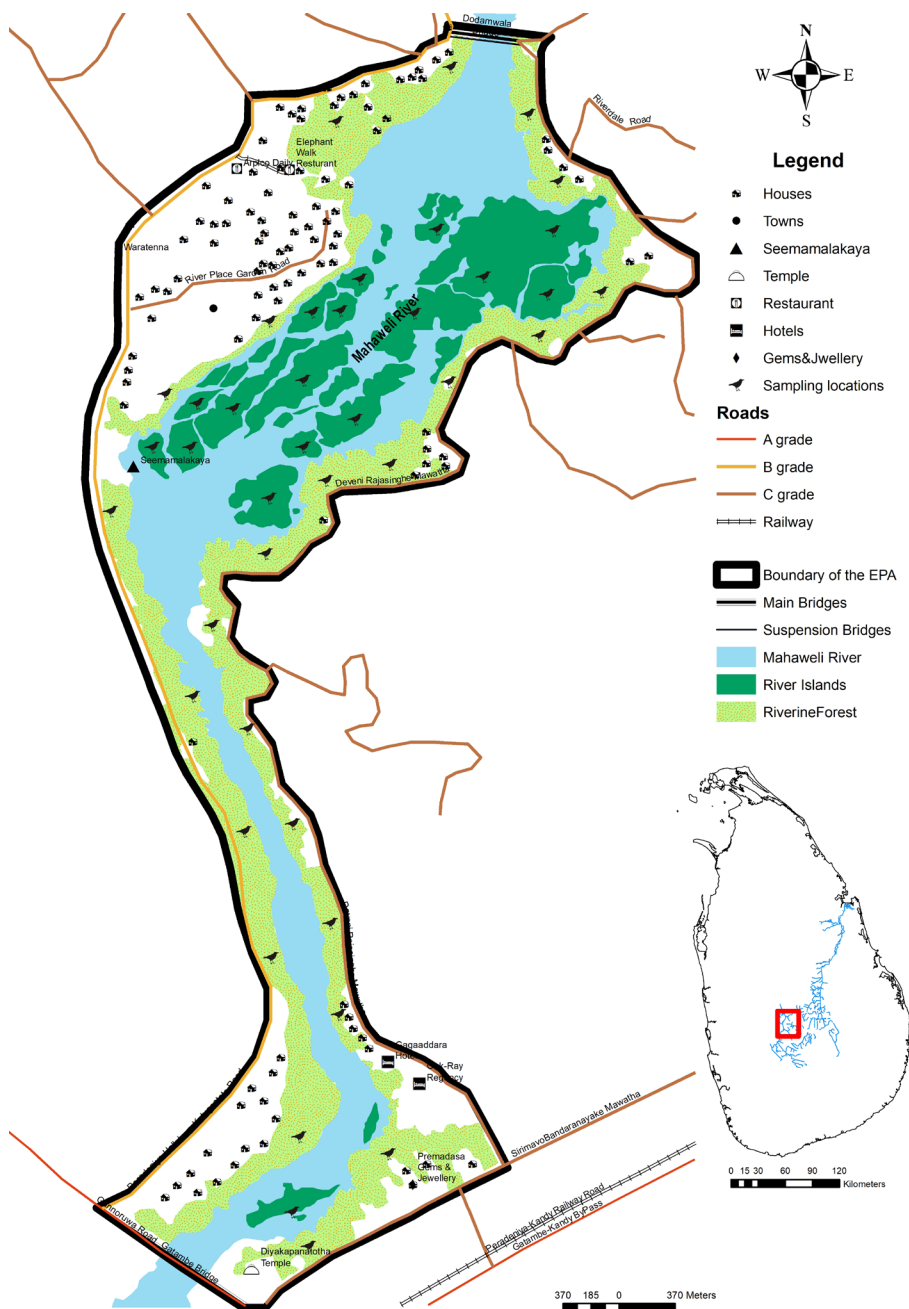 Dodamwala
N
W E
S
Riverdale Road
Legend
Houses
Towns
Seemamalakaya
Temple
Restaurant
Hotels
Gems&Jwellery
Sampling locations
Roads
A grade
B grade
C grade
Railway
Boundary of the EPA
Main Bridges
Suspension Bridges
Mahaweli River
River Islands
RiverineForest
Elephant
Walk
Arpico Daily
Resturant
Waratenna
River Place Garden Road
Mahaweli River
Seemamalakaya
Deveni Rajasinghe Mawatha
Gagaaddara
Hotel
Regency
Premadasa
Gems &
Jewellery
SirimavoBandaranayake Mawatha
Peradeniya-Kandy Railway Road
Gatambe-Kandy ByPass
Gannoruwa Road, Gatambe Bridge
Diyakapanatotha
Temple
0 15 30 60 90 120
Kilometers
370 185 0 370 Meters